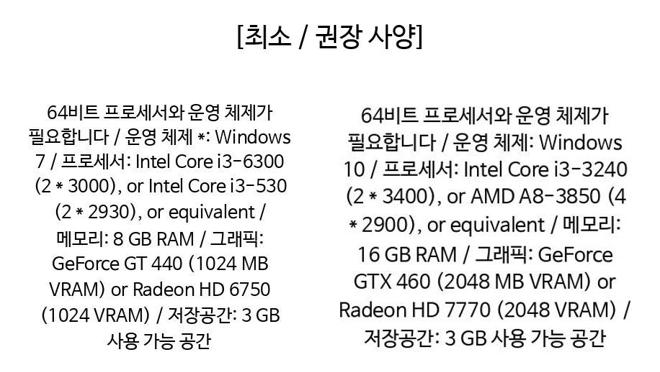 [최소 / 권장 사양]
64비트 프로세서와 운영 체제가
필요합니다 / 운영 체제 *: Windows
7 / 프로세서: Intel Core i3-6300
(2 * 3000), or Intel Core i3-530
(2 * 2930), or equivalent /
메모리: 8 GB RAM / 그래픽:
GeForce GT 440 (1024 MB
VRAM) or Radeon HD 6750
(1024 VRAM) / 저장공간: 3 GB
사용 가능 공간
64비트 프로세서와 운영 체제가
필요합니다 / 운영 체제: Windows
10 / 프로세서: Intel Core i3-3240
(2 * 3400), or AMD A8-3850 (4
* 2900), or equivalent / 메모리:
16 GB RAM / 그래픽: GeForce
GTX 460 (2048 MB VRAM) or
Radeon HD 7770 (2048 VRAM) /
저장공간: 3 GB 사용 가능 공간